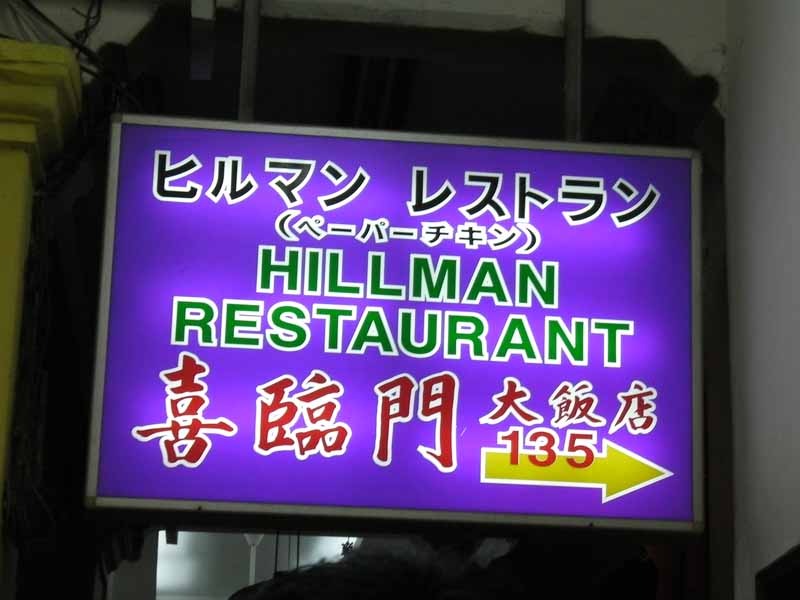 ヒルマン レストラン
(ペーパーチキン)
HILLMAN
RESTAURANT
喜臨門 大飯店
135